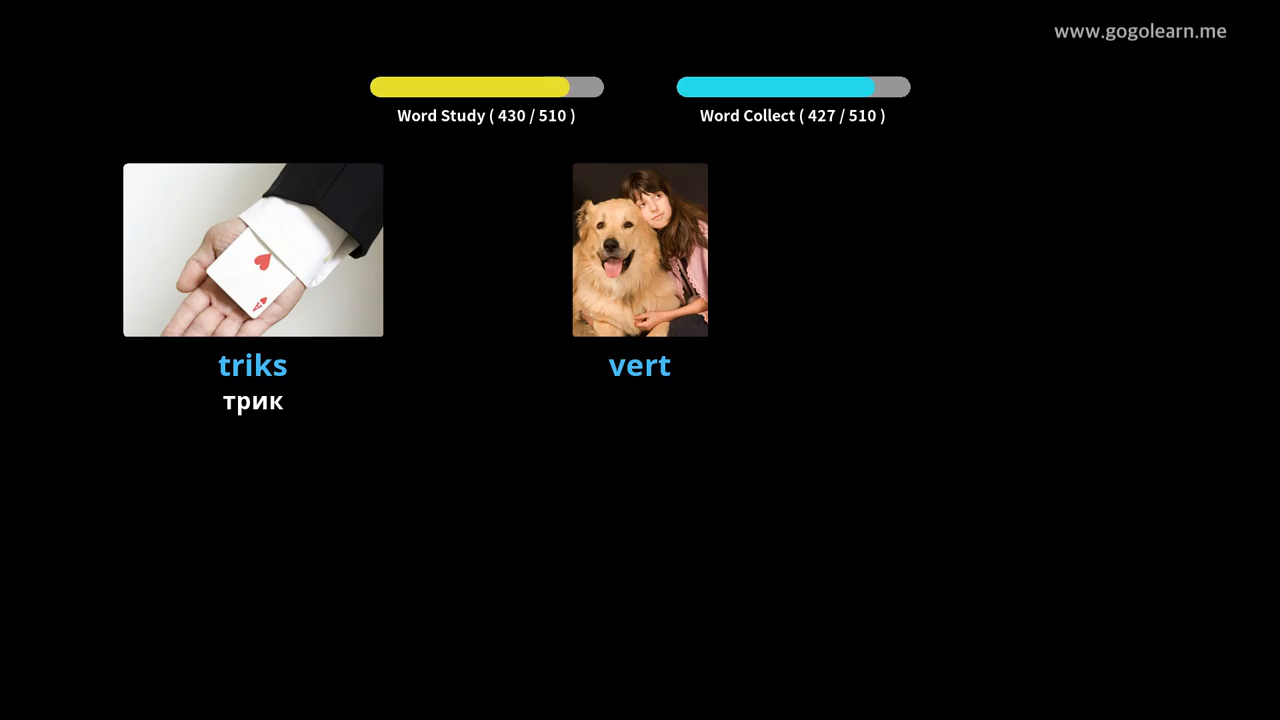 www.gogolearn.me
Word Study ( 430 / 510 )
Word Collect ( 427 / 510 )
triks
трик
vert